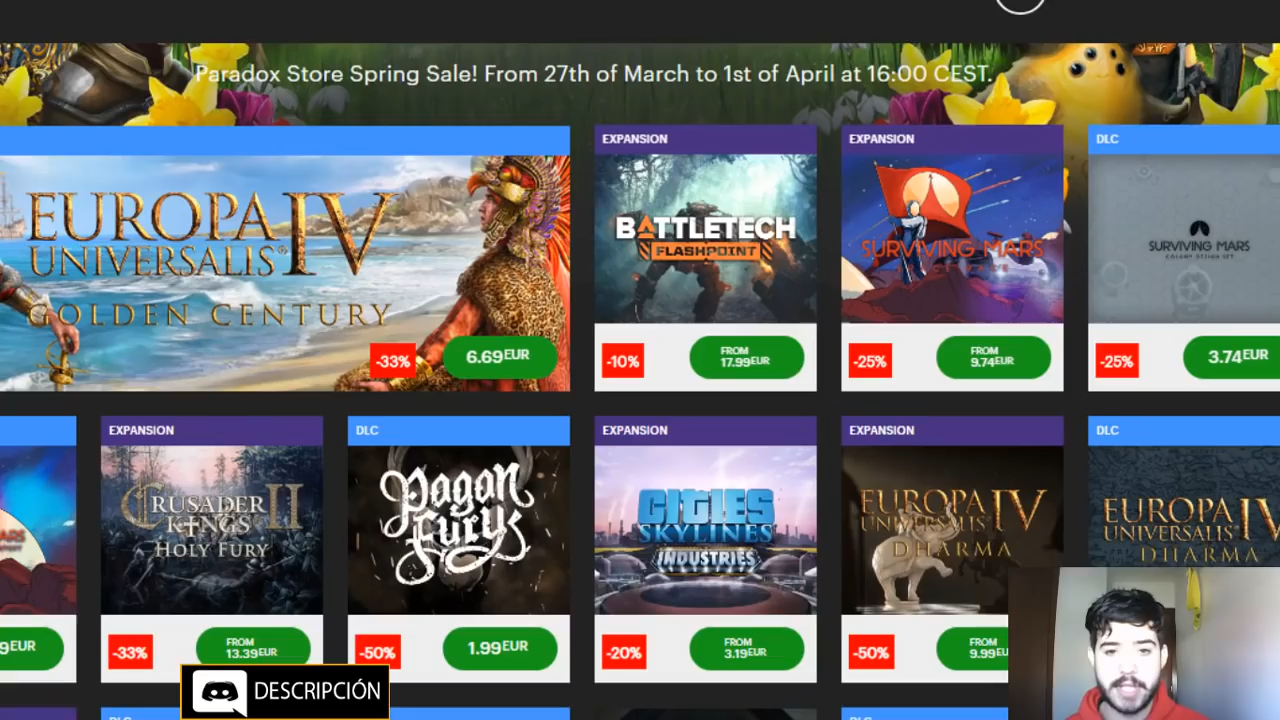 Paradox Store Spring Sale! From 27th of March to 1st of April at 16:00 CEST.
EUROPA
UNIVERSALIS IV
GOLDEN CENTURY
-33%
6.69EUR
EXPANSION
BATTLETECH
FLASHPOINT
-10%
FROM
17.99EUR
EXPANSION
SURVIVING MARS
-25%
FROM
9.74EUR
DLC
SURVIVING MARS
COLONY DESIGN SET
-25%
3.74EUR
9EUR
EXPANSION
CRUSADER
KINGS II
HOLY FURY
-33%
FROM
13.39EUR
DLC
Pagan
Fury
-50%
1.99EUR
EXPANSION
CITIES
SKYLINES
INDUSTRIES
-20%
FROM
3.19EUR
EXPANSION
EUROPA
UNIVERSALIS IV
DHARMA
-50%
FROM
9.99EU
DLC
EUROPA
UNIVERSALIS IV
DHARMA
DESCRIPCIÓN